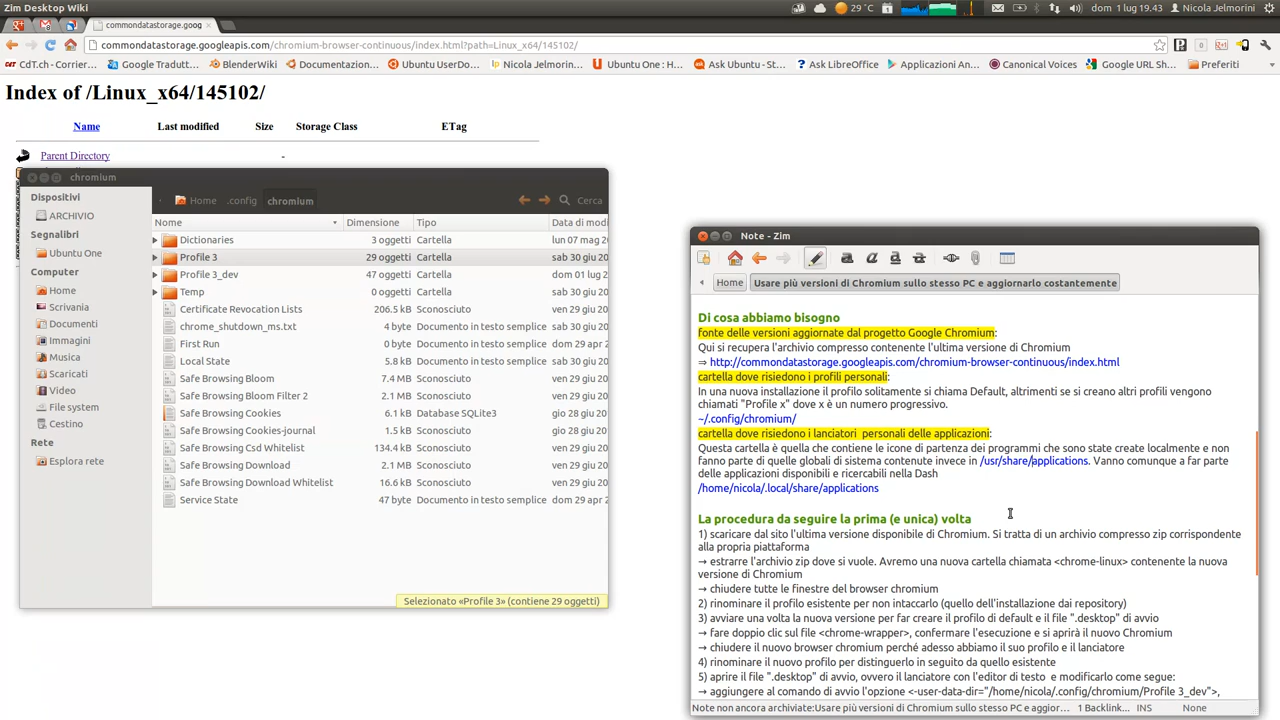 Zim Desktop Wiki
29 °C
dom 1 lug 19.43
Nicola Jelmorini
commondatastorage.goog
commondatastorage.googleapis.com/chromium-browser-continuous/index.html?path=Linux_x64/145102/
CdT.ch - Corrier...
Google Tradutt...
BlenderWiki
Documentazion...
Ubuntu UserDo...
Nicola Jelmorin...
Ubuntu One : H...
Ask Ubuntu - St...
Ask LibreOffice
Applicazioni An...
Canonical Voices
Google URL Sh...
Preferiti
Index of /Linux_x64/145102/
Name Last modified Size Storage Class ETag
Parent Directory -
chromium
Dispositivi
ARCHIVIO
Segnalibri
Ubuntu One
Computer
Home
Scrivania
Documenti
Immagini
Musica
Scaricati
Video
File system
Cestino
Rete
Esplora rete
Home .config chromium Cerca
Nome Dimensione Tipo Data di modi
Dictionaries 3 oggetti Cartella lun 07 mag 20
Profile 3 29 oggetti Cartella sab 30 giu 20
Profile 3_dev 47 oggetti Cartella dom 01 lug 2
Temp 0 oggetti Cartella sab 30 giu 20
Certificate Revocation Lists 206.5 kB Sconosciuto sab 30 giu 20
chrome_shutdown_ms.txt 4 byte Documento in testo semplice sab 30 giu 20
First Run 0 byte Documento in testo semplice dom 29 apr 2
Local State 5.8 kB Documento in testo semplice sab 30 giu 20
Safe Browsing Bloom 7.4 MB Sconosciuto ven 29 giu 20
Safe Browsing Bloom Filter 2 2.1 MB Sconosciuto ven 29 giu 20
Safe Browsing Cookies 6.1 kB Database SQLite3 gio 28 giu 20
Safe Browsing Cookies-journal 1.5 kB Sconosciuto gio 28 giu 20
Safe Browsing Csd Whitelist 134.4 kB Sconosciuto ven 29 giu 20
Safe Browsing Download 2.1 MB Sconosciuto ven 29 giu 20
Safe Browsing Download Whitelist 16.6 kB Sconosciuto ven 29 giu 20
Service State 47 byte Documento in testo semplice dom 29 apr 2
Selezionato «Profile 3» (contiene 29 oggetti)
Note - Zim
Home Usare più versioni di Chromium sullo stesso PC e aggiornarlo costantemente
Di cosa abbiamo bisogno
fonte delle versioni aggiornate dal progetto Google Chromium:
Qui si recupera l'archivio compresso contenente l'ultima versione di Chromium
⇒ http://commondatastorage.googleapis.com/chromium-browser-continuous/index.html
cartella dove risiedono i profili personali:
In una nuova installazione il profilo solitamente si chiama Default, altrimenti se si creano altri profili vengono
chiamati "Profile x" dove x è un numero progressivo.
~/.config/chromium/
cartella dove risiedono i lanciatori personali delle applicazioni:
Questa cartella è quella che contiene le icone di partenza dei programmi che sono state create localmente e non
fanno parte di quelle globali di sistema contenute invece in /usr/share/applications. Vanno comunque a far parte
delle applicazioni disponibili e ricercabili nella Dash
/home/nicola/.local/share/applications
La procedura da seguire la prima (e unica) volta
1) scaricare dal sito l'ultima versione disponibile di Chromium. Si tratta di un archivio compresso zip corrispondente
alla propria piattaforma
→ estrarre l'archivio zip dove si vuole. Avremo una nuova cartella chiamata <chrome-linux> contenente la nuova
versione di Chromium
→ chiudere tutte le finestre del browser chromium
2) rinominare il profilo esistente per non intaccarlo (quello dell'installazione dai repository)
3) avviare una volta la nuova versione per far creare il profilo di default e il file ".desktop" di avvio
→ fare doppio clic sul file <chrome-wrapper>, confermare l'esecuzione e si aprirà il nuovo Chromium
→ chiudere il nuovo browser chromium perché adesso abbiamo il suo profilo e il lanciatore
4) rinominare il nuovo profilo per distinguerlo in seguito da quello esistente
5) aprire il file ".desktop" di avvio, ovvero il lanciatore con l'editor di testo e modificarlo come segue:
→ aggiungere al comando di avvio l'opzione <-user-data-dir="/home/nicola/.config/chromium/Profile 3_dev">,
Note non ancora archiviate:Usare più versioni di Chromium sullo stesso PC e aggior... 1 Backlink... INS None